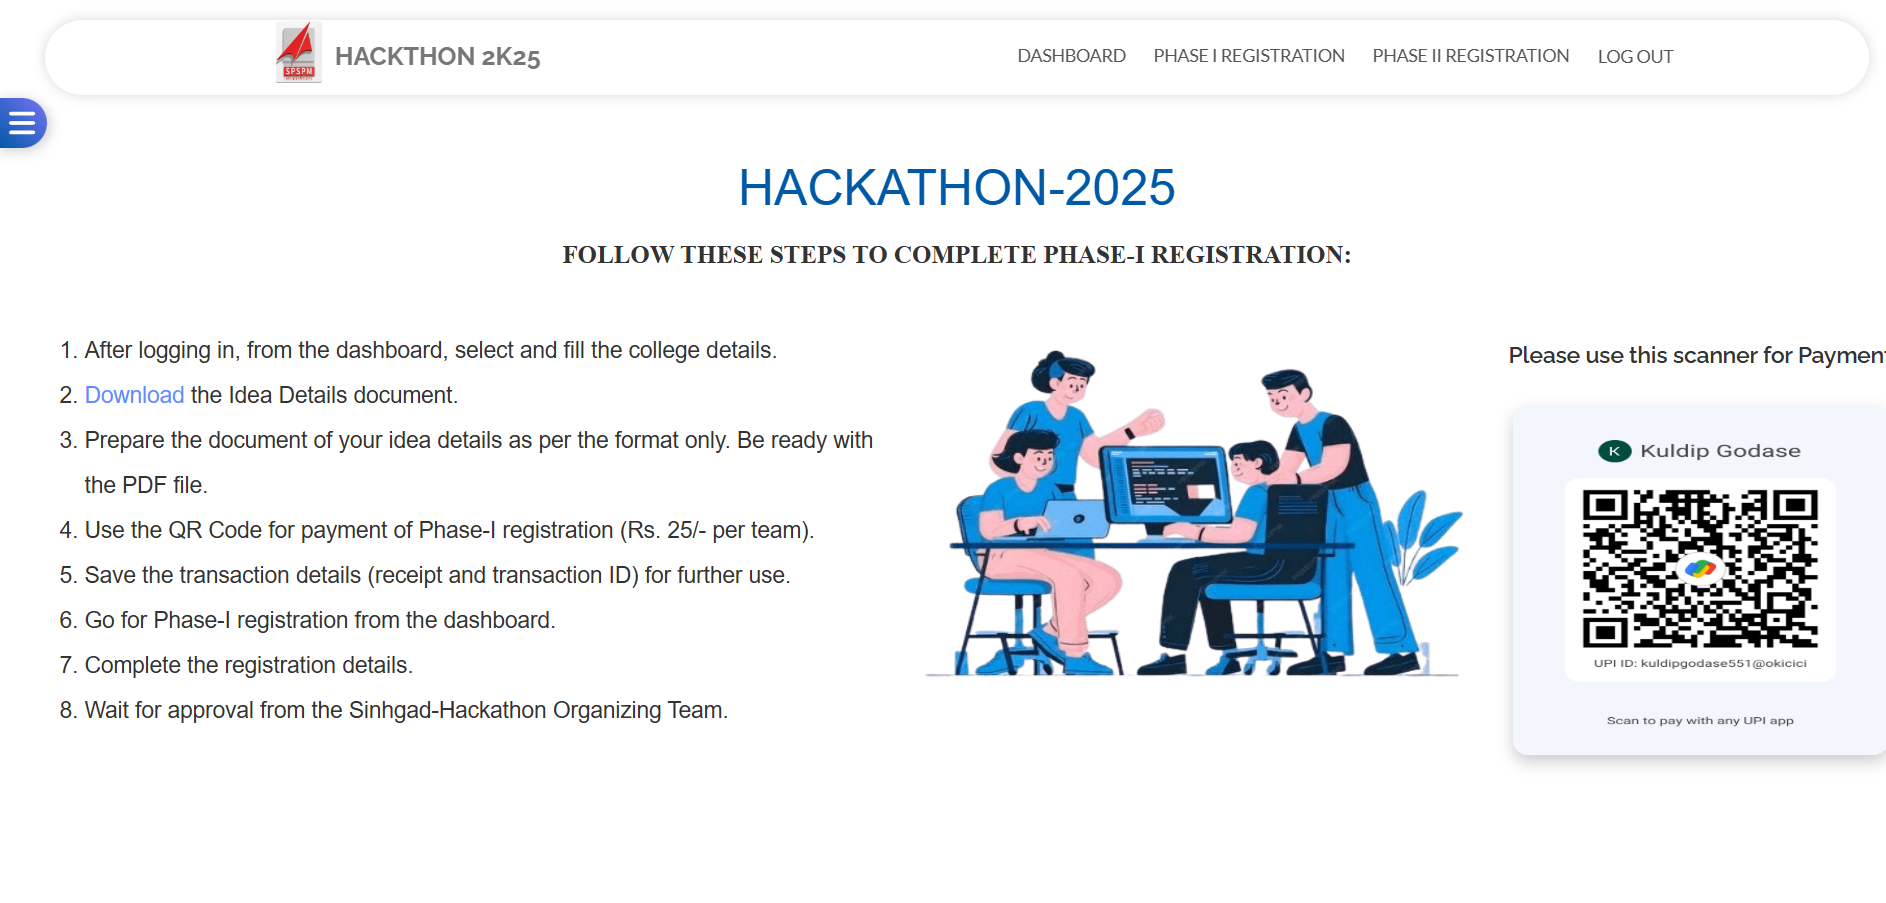 SPSPM
HACKTHON 2K25
DASHBOARD
PHASE I REGISTRATION
PHASE II REGISTRATION
LOG OUT
HACKATHON-2025
FOLLOW THESE STEPS TO COMPLETE PHASE-I REGISTRATION:
1. After logging in, from the dashboard, select and fill the college details.
2. Download the Idea Details document.
3. Prepare the document of your idea details as per the format only. Be ready with
the PDF file.
4. Use the QR Code for payment of Phase-I registration (Rs. 25/- per team).
5. Save the transaction details (receipt and transaction ID) for further use.
6. Go for Phase-I registration from the dashboard.
7. Complete the registration details.
8. Wait for approval from the Sinhgad-Hackathon Organizing Team.
Please use this scanner for Payment
K Kuldip Godase
UPI ID: kuldipgodase551@okicici
Scan to pay with any UPI app